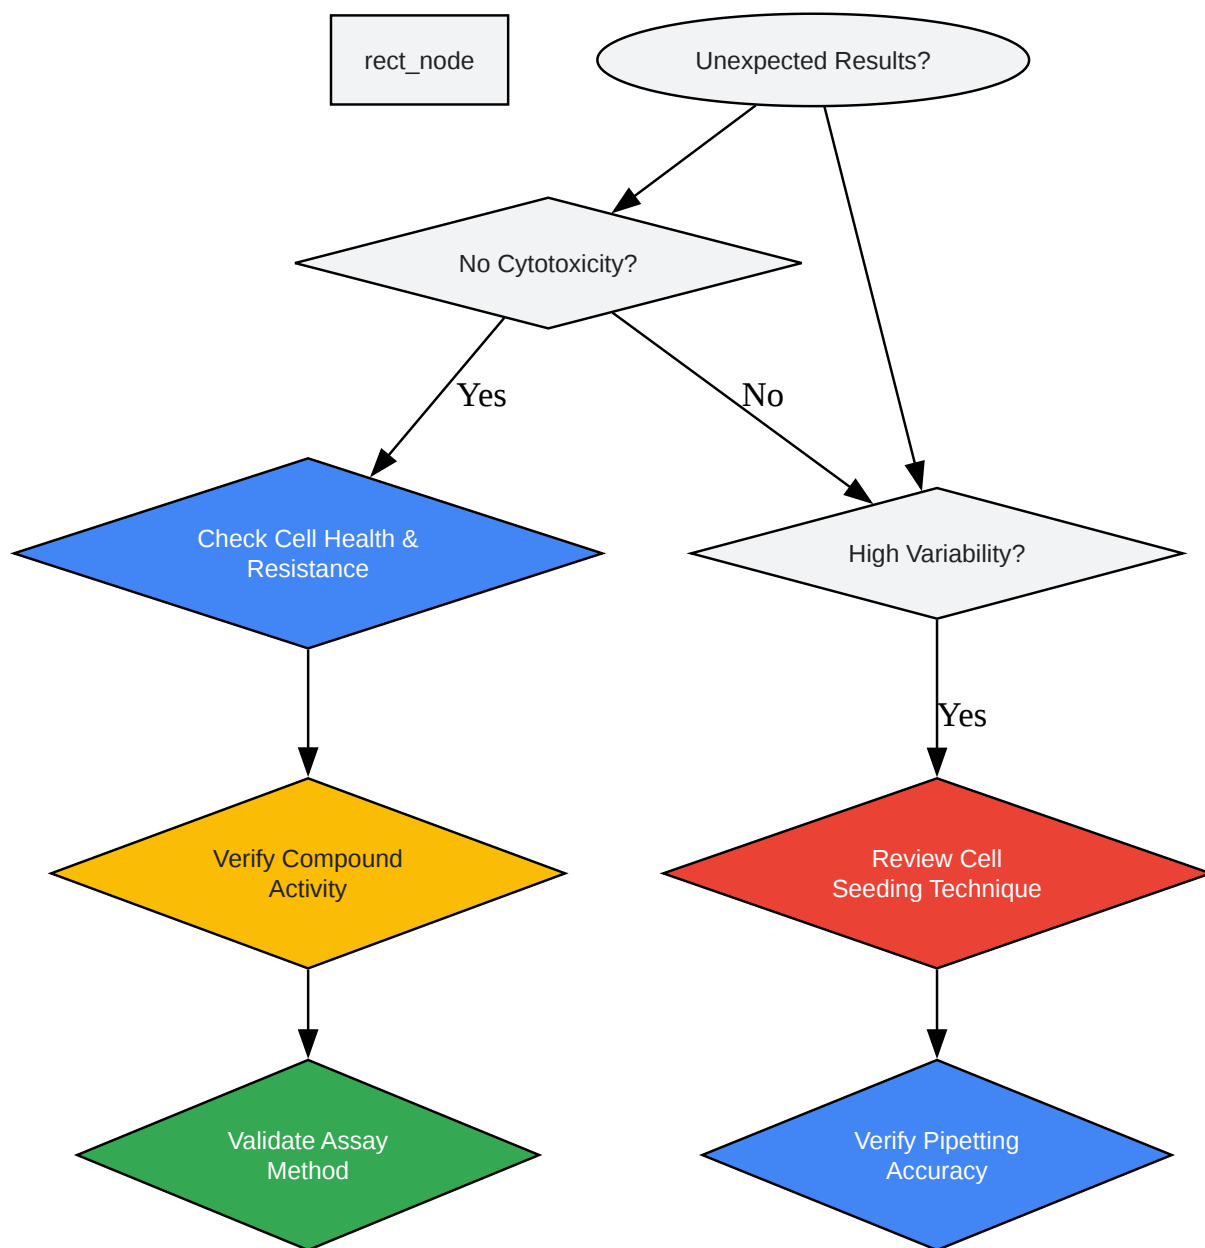 rect_node
Unexpected Results?
No Cytotoxicity?
Yes
No
Check Cell Health &
Resistance
High Variability?
Yes
Verify Compound
Activity
Review Cell
Seeding Technique
Validate Assay
Method
Verify Pipetting
Accuracy